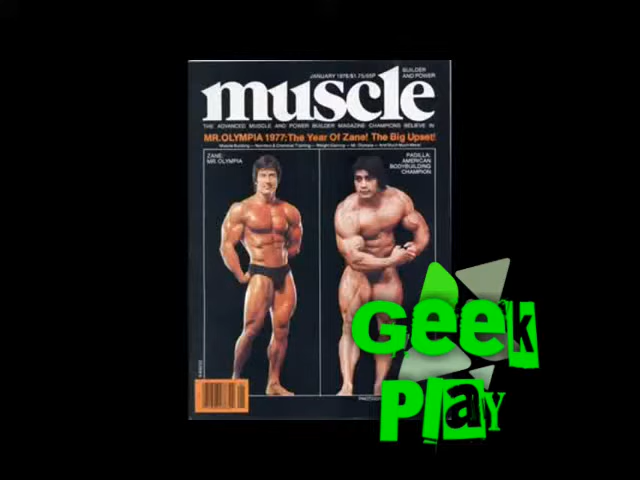 JANUARY 1978/$1.75/65P
BUILDER
AND POWER
muscle
THE ADVANCED MUSCLE AND POWER BUILDER MAGAZINE CHAMPIONS BELIEVE IN
MR. OLYMPIA 1977: The Year Of Zane! The Big Upset!
ZANE:
MR. OLYMPIA
PADILLA:
AMERICAN
BODYBUILDING
CHAMPION
Geek
Play